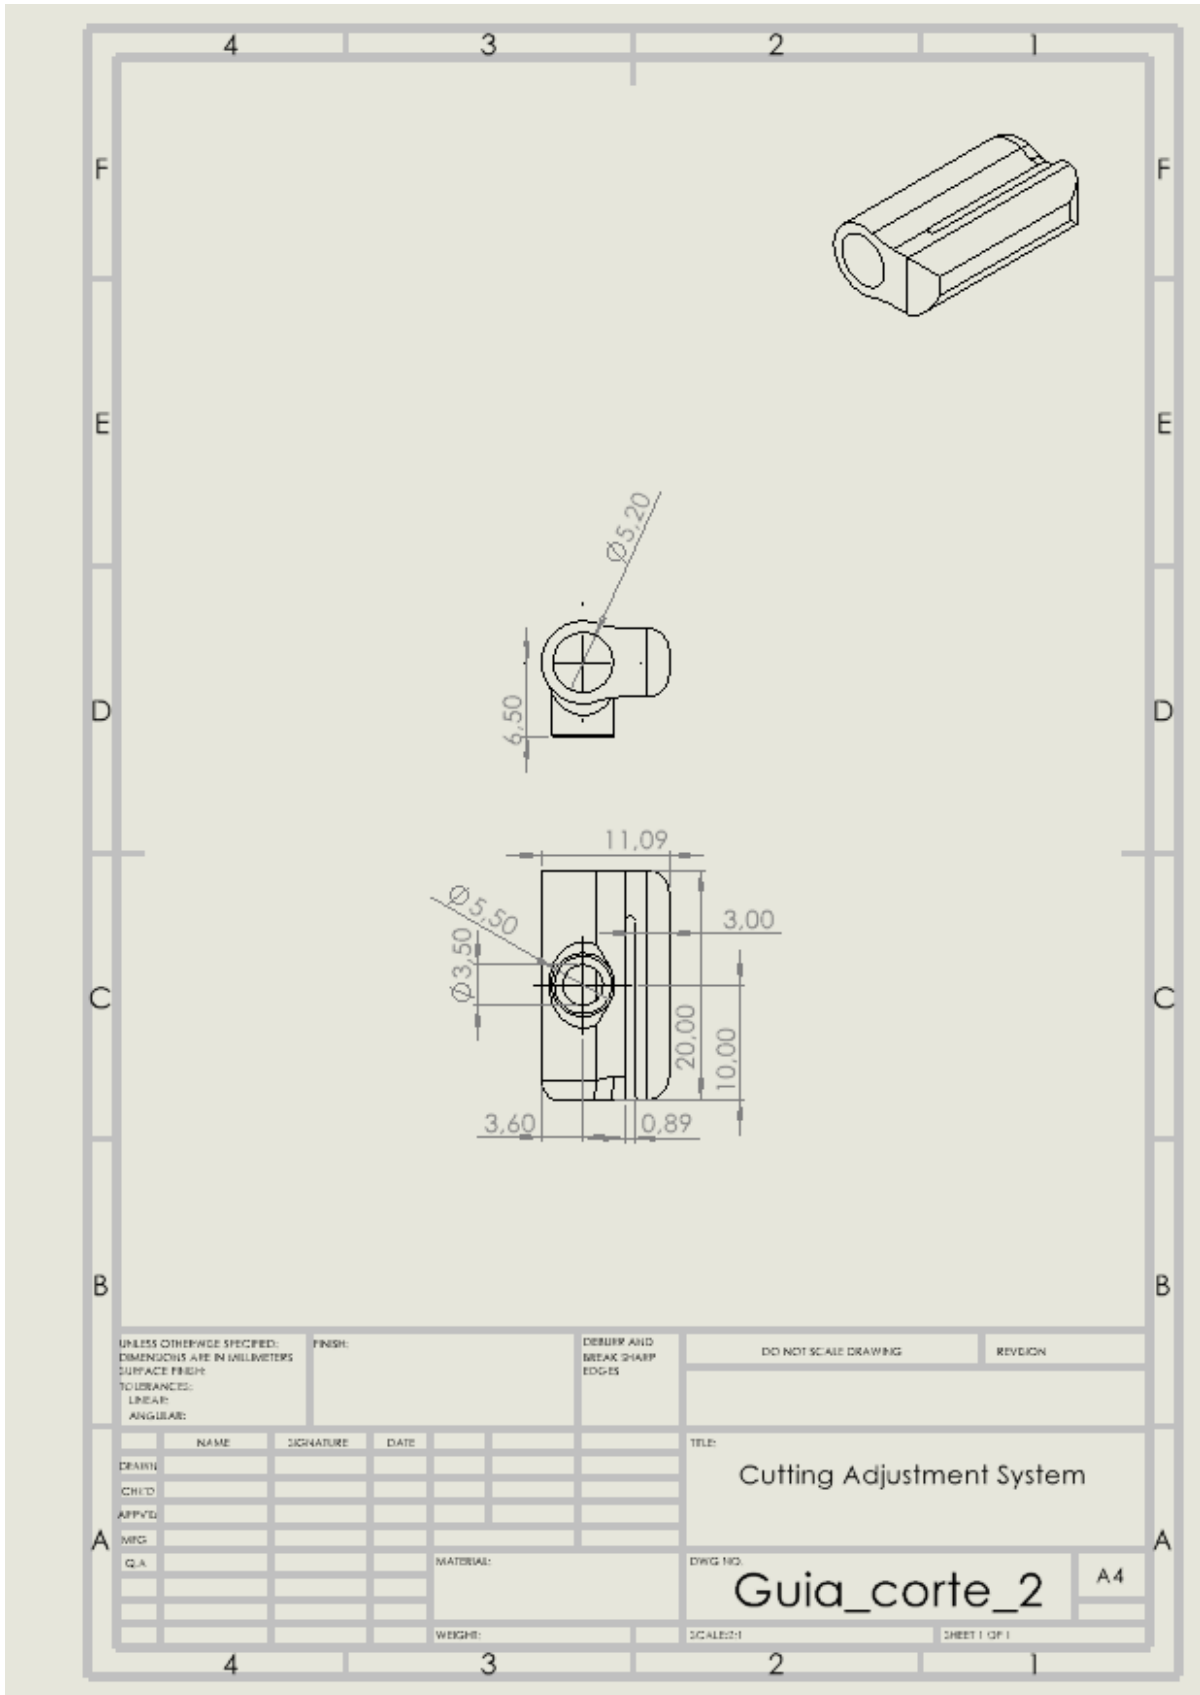 4 3 2 1
F F
E E
Ø5,20
D D
6,50
11,09
Ø5,50
3,00
Ø3,50
C C
20,00
10,00
3,60 0,89
B B
UNLESS OTHERWISE SPECIFIED:
DIMENSIONS ARE IN MILLIMETERS
SURFACE FINISH:
TOLERANCES:
LINEAR:
ANGULAR:
FINISH:
DEBURR AND
BREAK SHARP
EDGES
DO NOT SCALE DRAWING
REVISION
NAME SIGNATURE DATE
DRAWN
CHK'D
APPV'D
MFG
Q.A
TITLE:
Cutting Adjustment System
A A
MATERIAL:
DWG NO.
Guia_corte_2
A4
WEIGHT:
SCALE:2:1
SHEET 1 OF 1
4 3 2 1